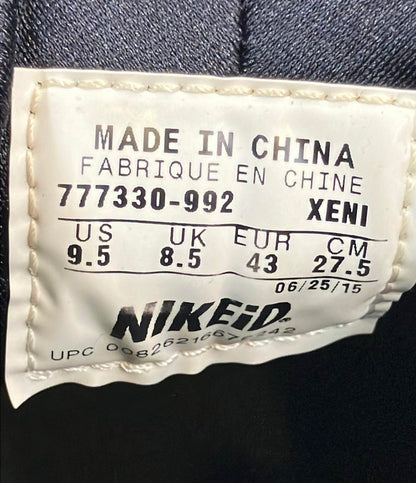 MADE IN CHINA
FABRIQUE EN CHINE
777330-992 XENI
US UK EUR CM
9.5 8.5 43 27.5
06/25/15
NIKEiD.
UPC